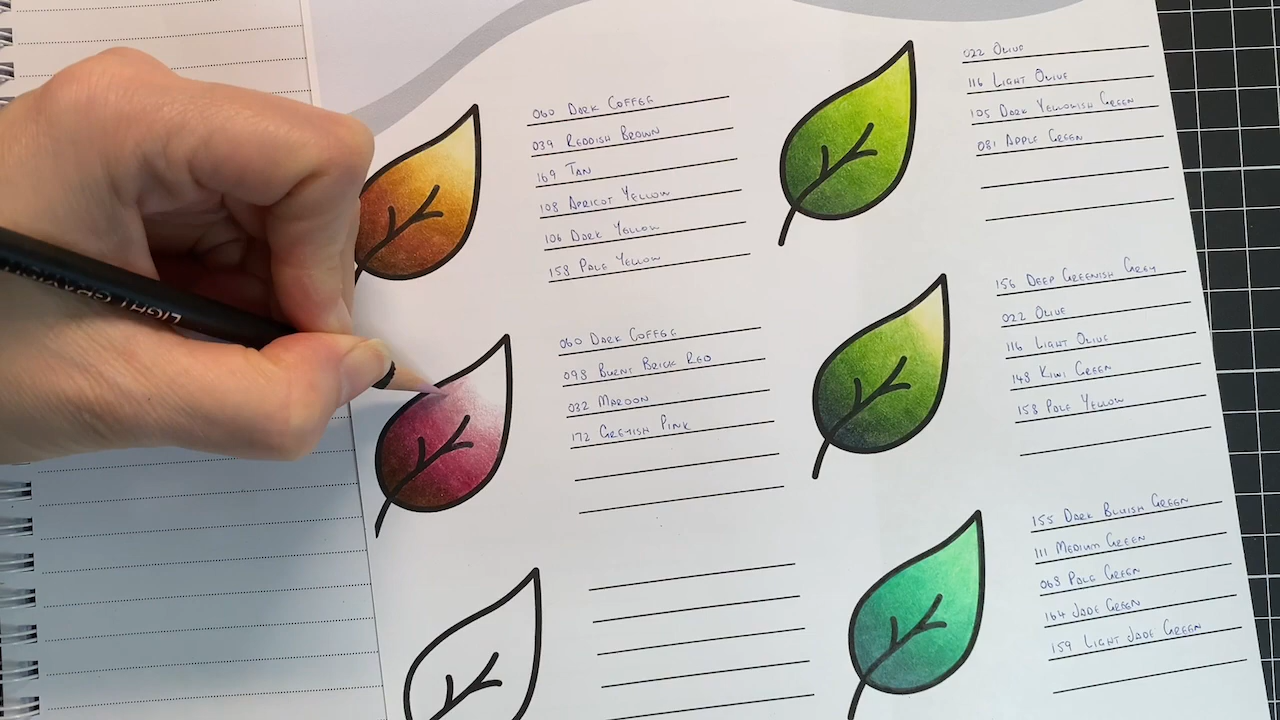 LIGHT GRAY
060 DARK COFFEE
039 REDDISH BROWN
169 TAN
108 APRICOT YELLOW
106 DARK YELLOW
158 PALE YELLOW
060 DARK COFFEE
098 BURNT BRICK RED
032 MAROON
172 GREYISH PINK
022 OLIVE
116 LIGHT OLIVE
105 DARK YELLOWISH GREEN
081 APPLE GREEN
156 DEEP GREENISH GREY
022 OLIVE
116 LIGHT OLIVE
148 KIWI GREEN
158 PALE YELLOW
155 DARK BLUISH GREEN
111 MEDIUM GREEN
068 PALE GREEN
164 JADE GREEN
159 LIGHT JADE GREEN